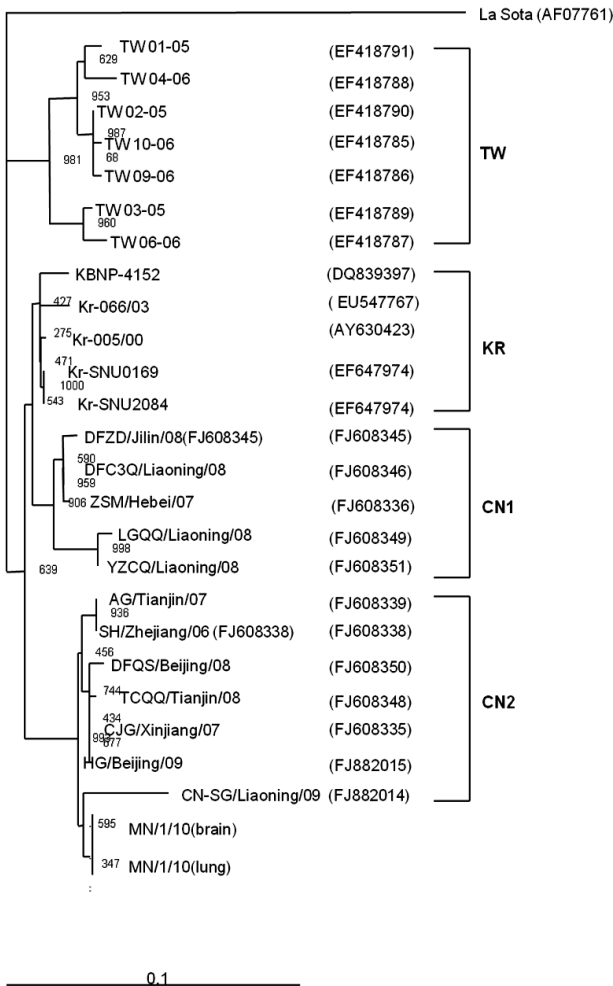 La Sota (AF07761)
TW01-05 (EF418791)
629
TW04-06 (EF418788)
953
TW02-05 (EF418790)
987
TW10-06 (EF418785)
68
981
TW
TW09-06 (EF418786)
TW03-05 (EF418789)
960
TW06-06 (EF418787)
KBNP-4152 (DQ839397)
427 Kr-066/03 ( EU547767)
275 Kr-005/00 (AY630423)
KR
471
Kr-SNU0169 (EF647974)
1000
543 Kr-SNU2084 (EF647974)
DFZD/Jilin/08(FJ608345) (FJ608345)
590
DFC3Q/Liaoning/08 (FJ608346)
959
906 ZSM/Hebei/07 (FJ608336)
CN1
LGQQ/Liaoning/08 (FJ608349)
998
YZCQ/Liaoning/08 (FJ608351)
639
AG/Tianjin/07 (FJ608339)
936
SH/Zhejiang/06 (FJ608338) (FJ608338)
456
DFQS/Beijing/08 (FJ608350)
744 TCQQ/Tianjin/08 (FJ608348)
CN2
434
CJG/Xinjiang/07 (FJ608335)
677
HG/Beijing/09 (FJ882015)
CN-SG/Liaoning/09 (FJ882014)
595 MN/1/10(brain)
347 MN/1/10(lung)
:
0.1